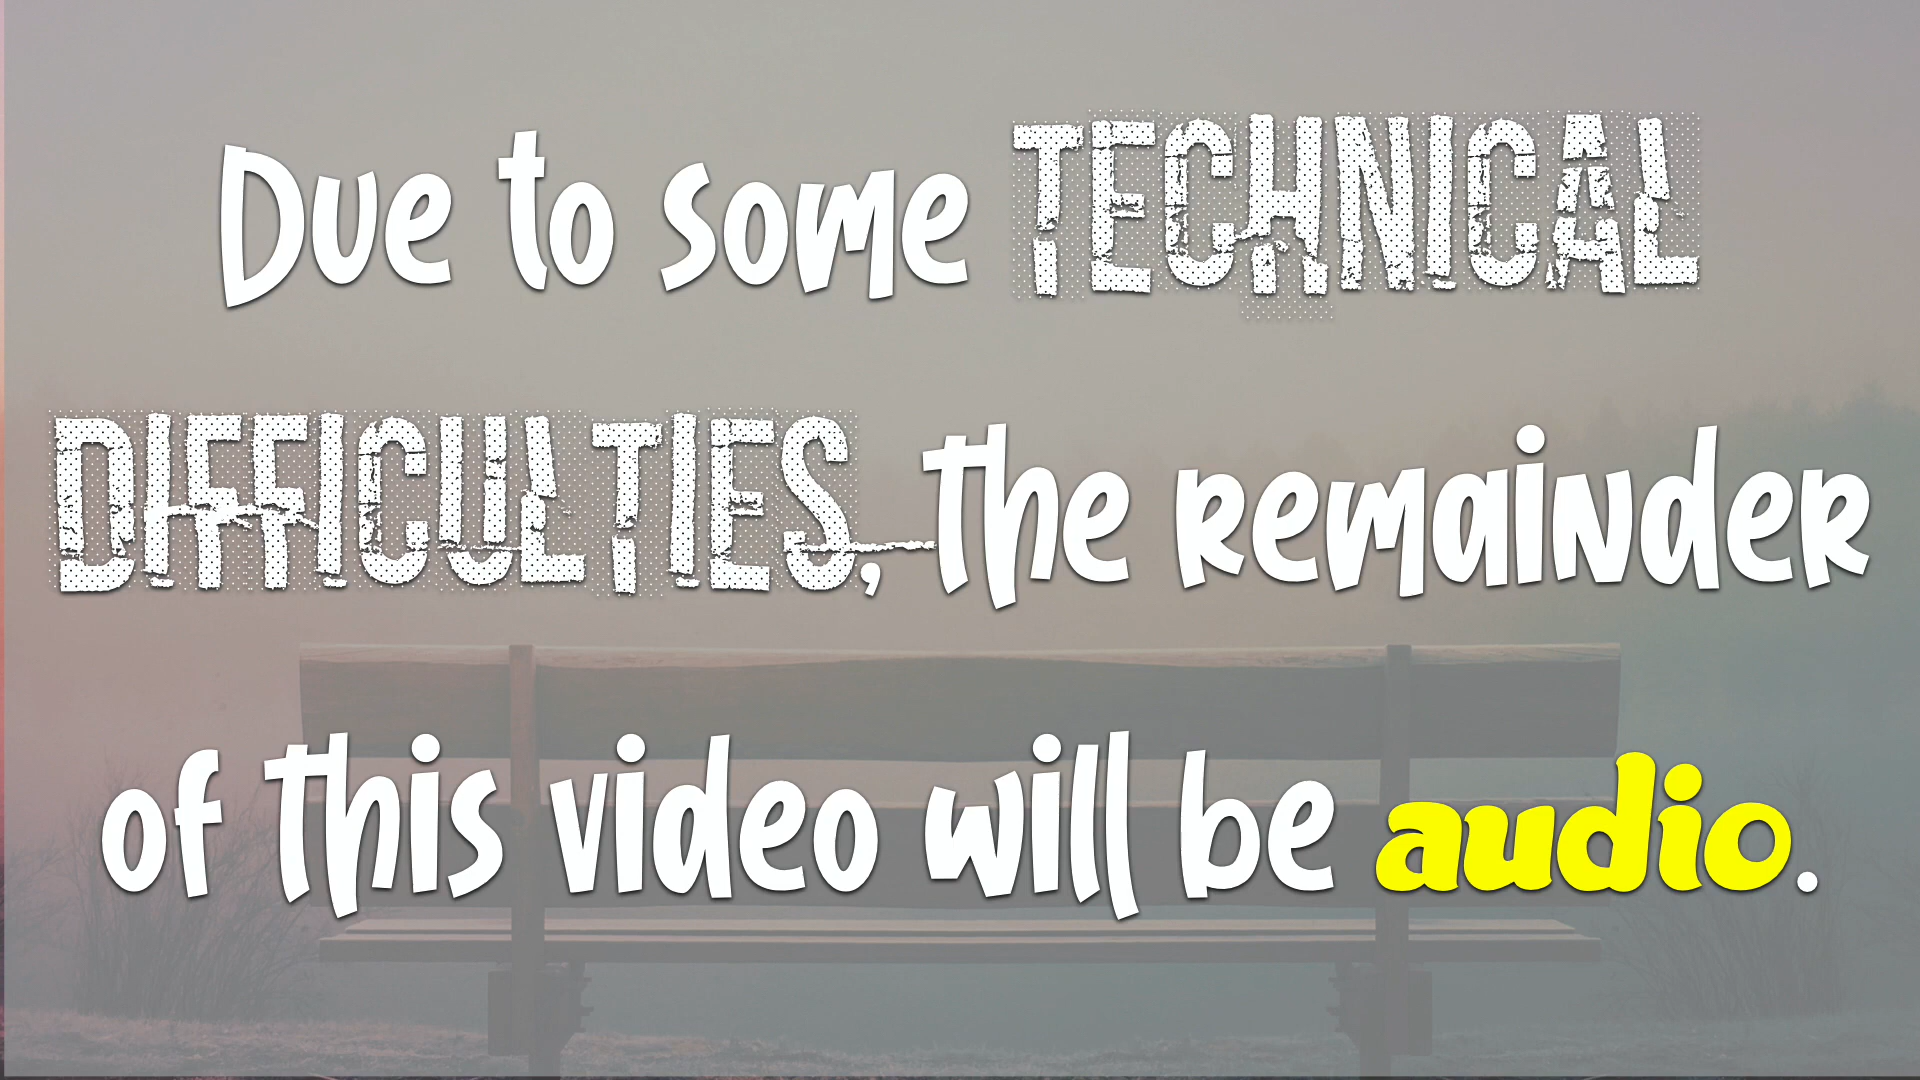 Due to some TECHNICAL
DIFFICULTIES, the remainder
of this video will be audio.